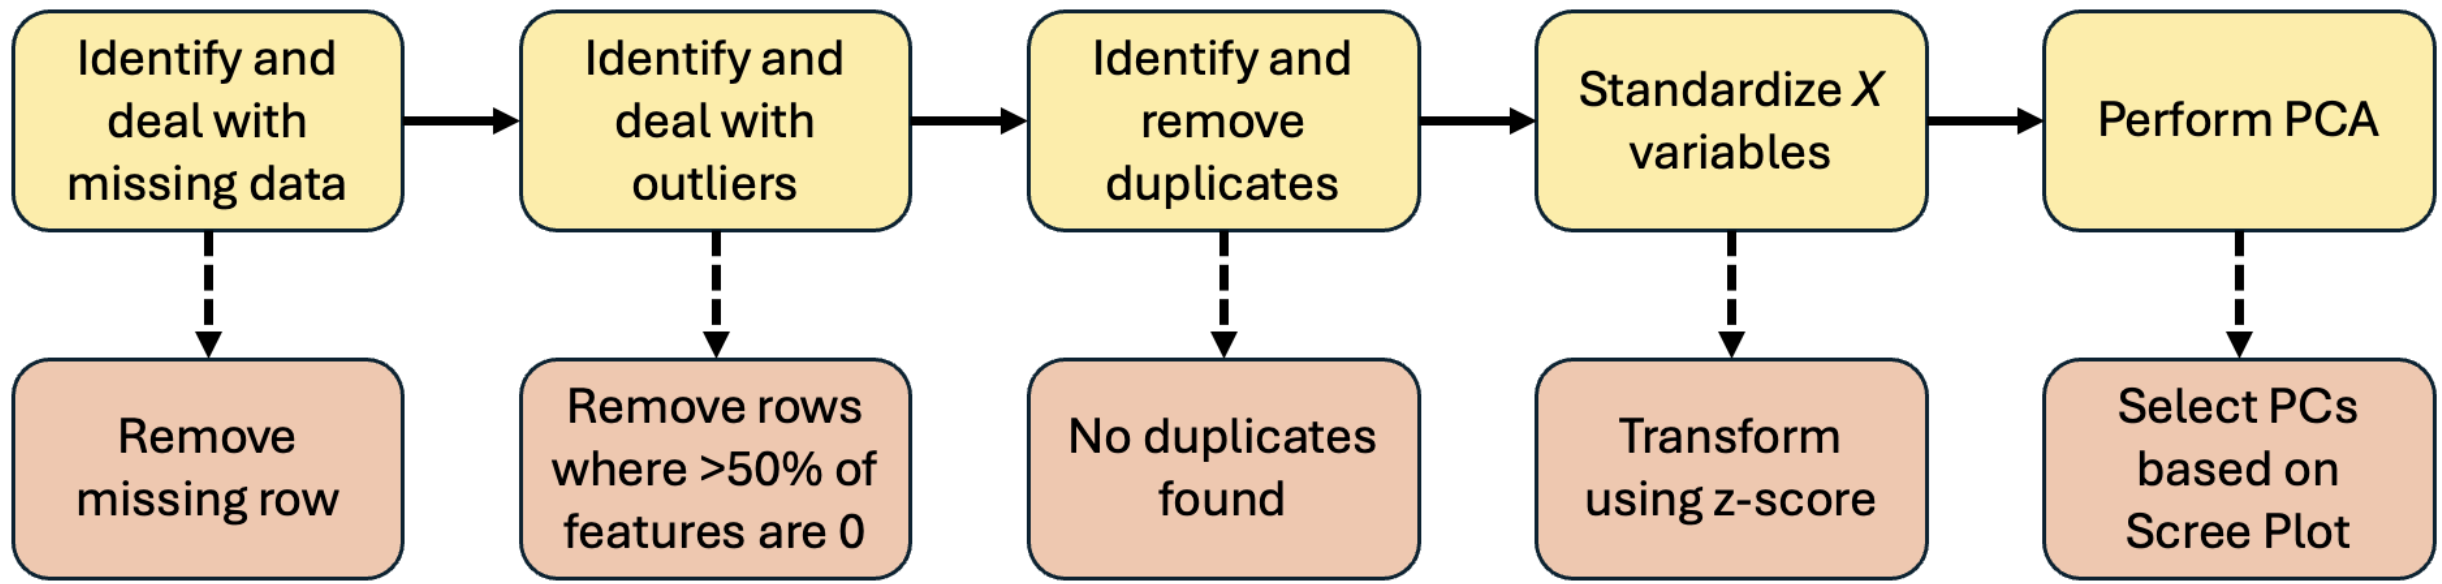 Identify and
deal with
missing data
Identify and
deal with
outliers
Identify and
remove
duplicates
Standardize X
variables
Perform PCA
Remove
missing row
Remove rows
where >50% of
features are 0
No duplicates
found
Transform
using z-score
Select PCs
based on
Scree Plot